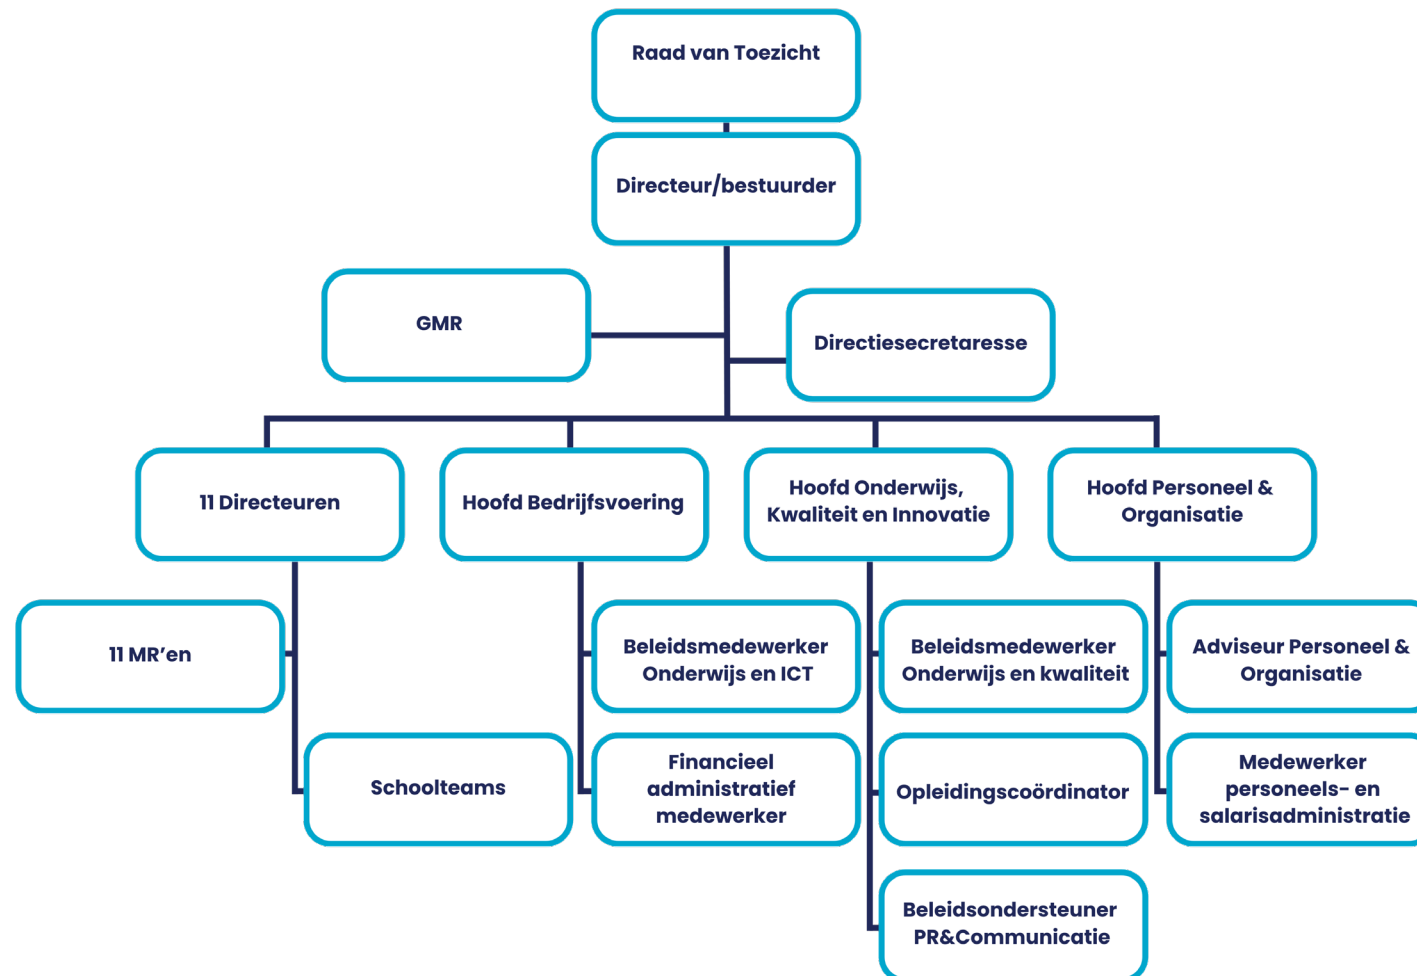 Raad van Toezicht
Directeur/bestuurder
GMR
Directiesecretaresse
11 Directeuren
Hoofd Bedrijfsvoering
Hoofd Onderwijs,
Kwaliteit en Innovatie
Hoofd Personeel &
Organisatie
11 MR’en
Beleidsmedewerker
Onderwijs en ICT
Beleidsmedewerker
Onderwijs en kwaliteit
Adviseur Personeel &
Organisatie
Schoolteams
Financieel
administratief
medewerker
Opleidingscoördinator
Medewerker
personeels- en
salarisadministratie
Beleidsondersteuner
PR&Communicatie